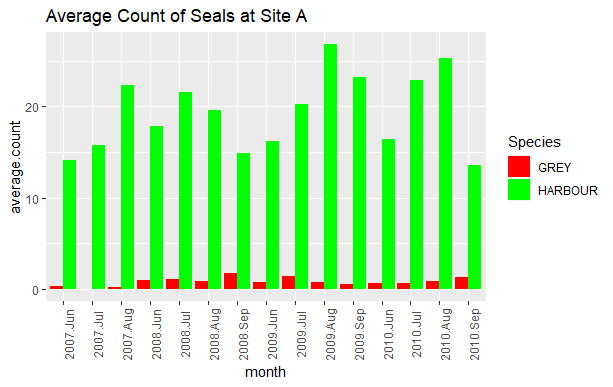 Average Count of Seals at Site A
average.count
20
10
0
2007.Jun
2007.Jul
2007.Aug
2008.Jun
2008.Jul
2008.Aug
2008.Sep
2009.Jun
2009.Jul
2009.Aug
2009.Sep
2010.Jun
2010.Jul
2010.Aug
2010.Sep
month
Species
GREY
HARBOUR